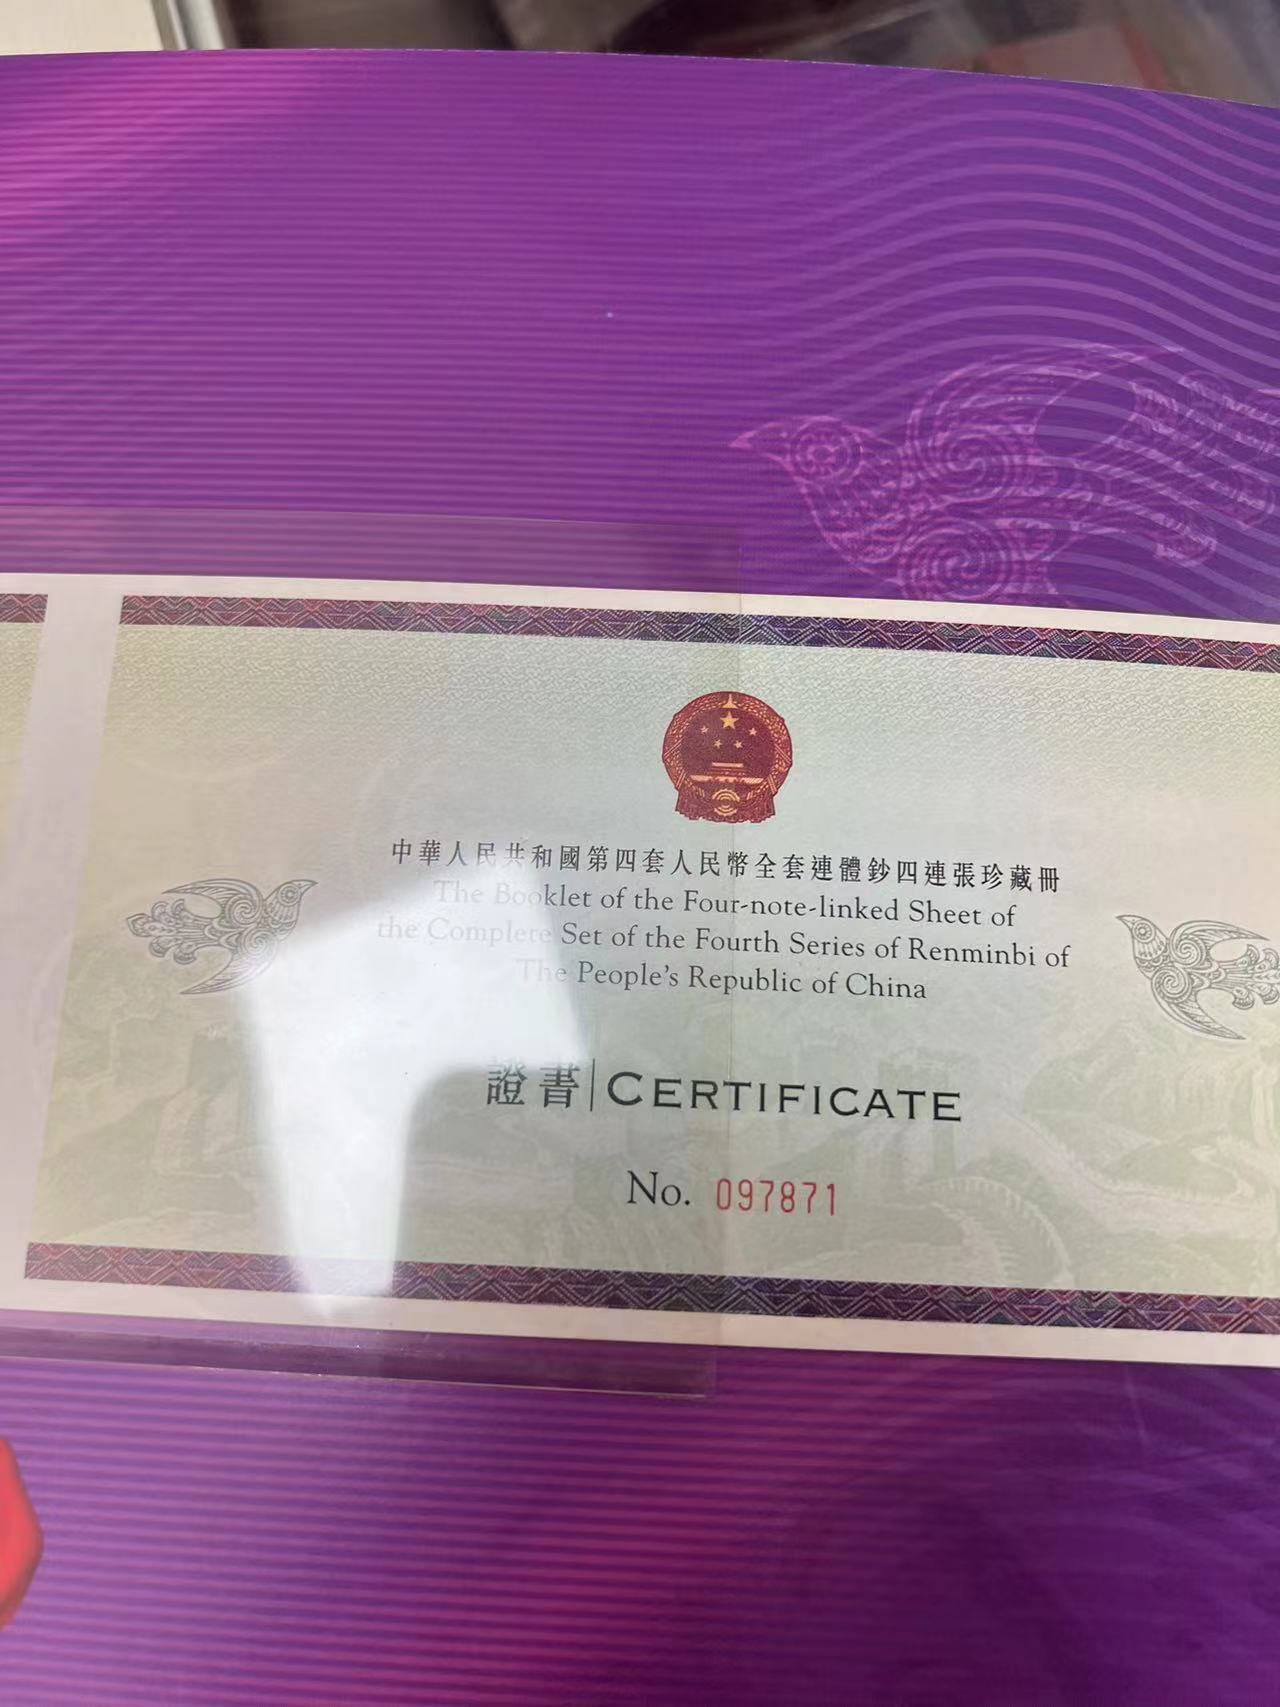 中華人民共和國第四套人民幣全套連體鈔四連張珍藏冊
The Booklet of the Four-note-linked Sheet of
the Complete Set of the Fourth Series of Renminbi of
The People's Republic of China
證書|CERTIFICATE
No. 097871